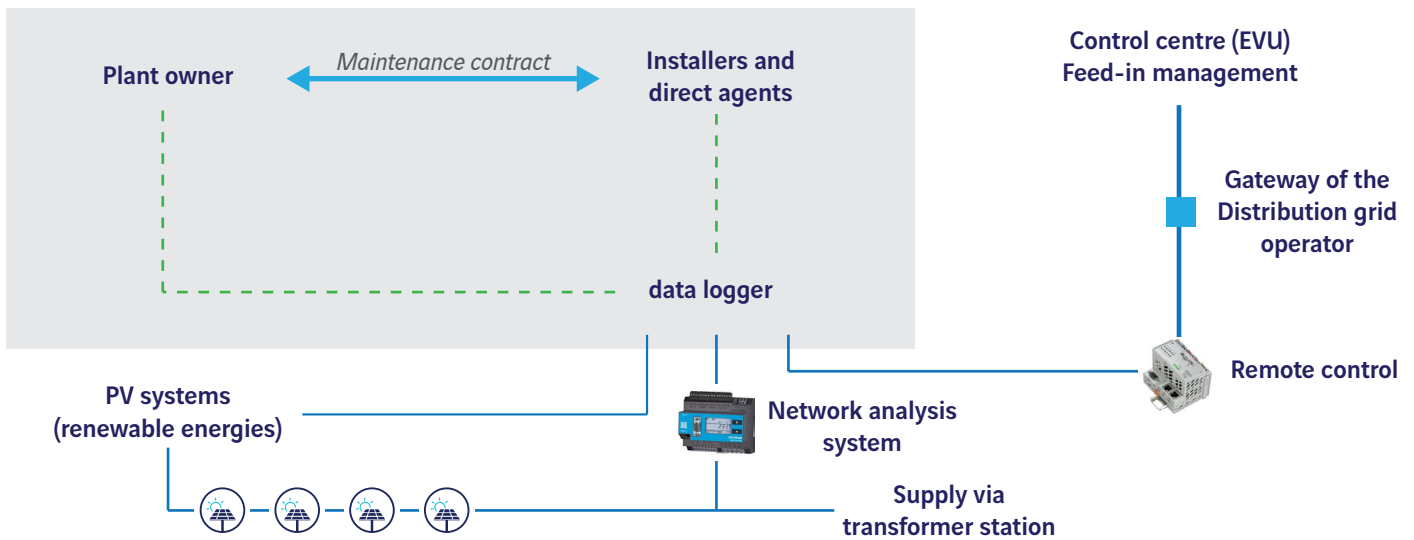 Plant owner
Maintenance contract
Installers and
direct agents
Control centre (EVU)
Feed-in management
Gateway of the
Distribution grid
operator
data logger
Remote control
PV systems
(renewable energies)
Network analysis
system
Supply via
transformer station